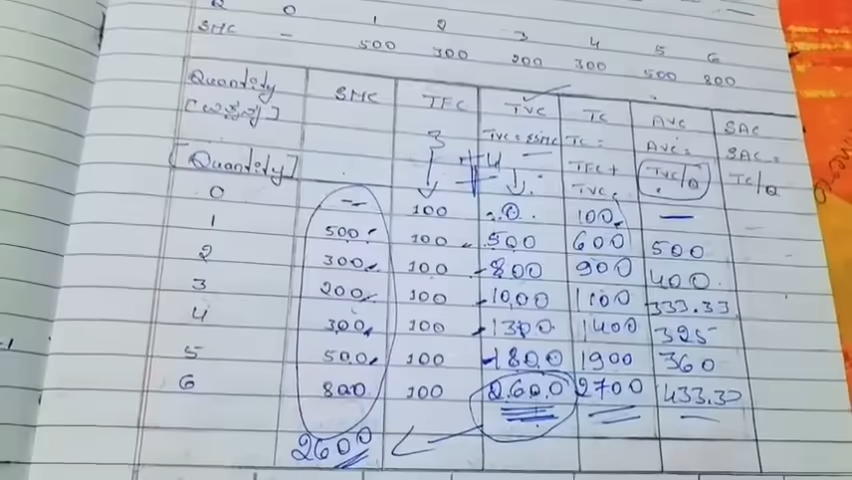 Q 0 1 2 3 4 5 6
SMC - 500 300 200 300 500 800
Quantity SMC TFC TVC TC AVC SAC
TVC = ΣSMC TC = AVC = SAC =
[Quantity] TFC + TVC TVC/Q TC/Q
0 - 100 0 100 —
1 500 100 500 600 500
2 300 100 800 900 400
3 200 100 1000 1100 333.33
4 300 100 1300 1400 325
5 500 100 1800 1900 360
6 800 100 2600 2700 433.33
2600